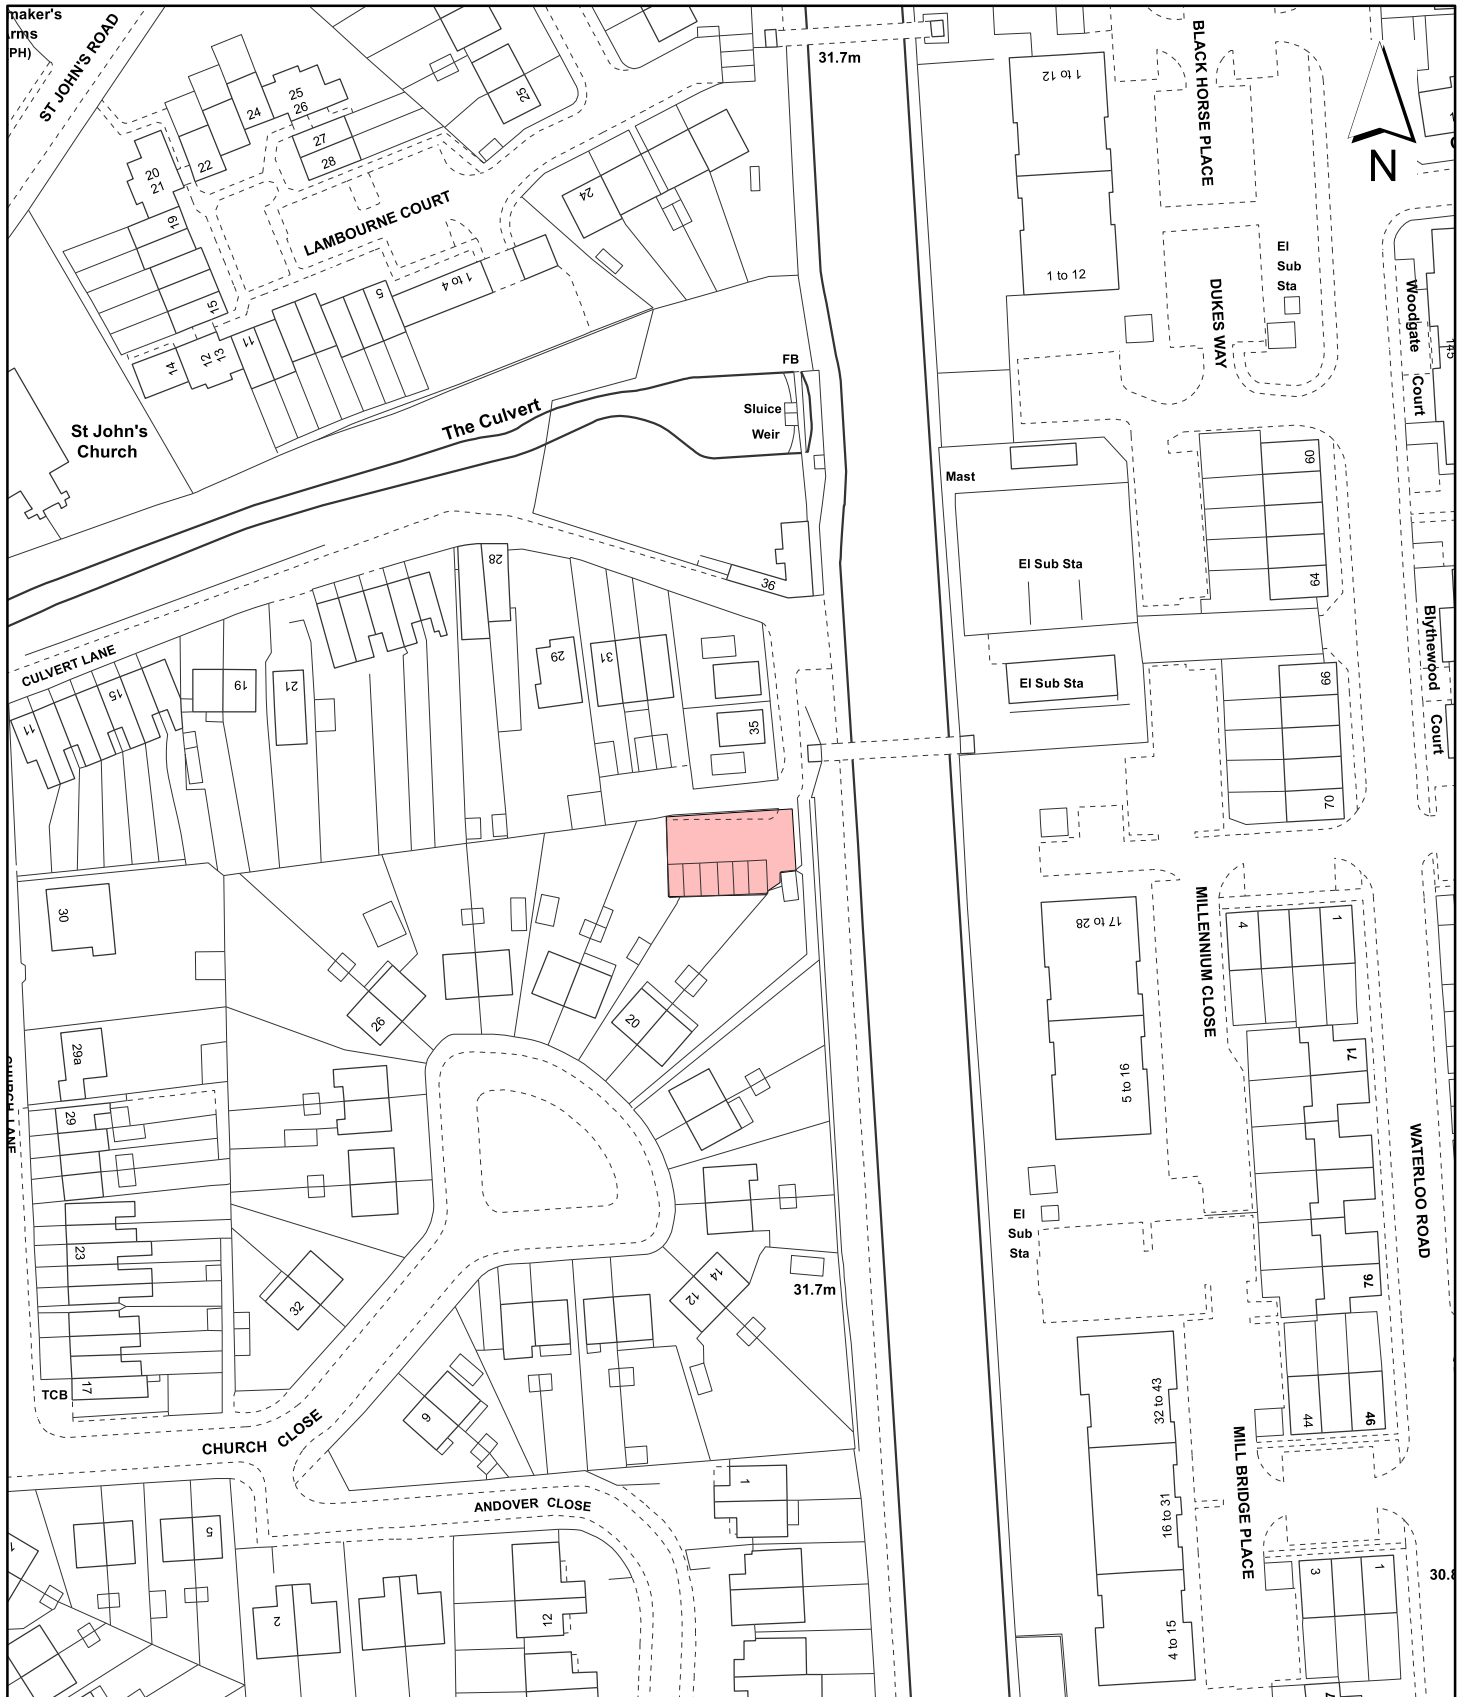 maker's
rms
PH)
ST JOHN'S ROAD
31.7m
BLACK HORSE PLACE
1 to 12
N
24
25
26
27
28
25
22
20
21
19
LAMBOURNE COURT
24
15
5
1 to 4
11
12
13
14
1 to 12
DUKES WAY
El
Sub
Sta
Woodgate
Court
145
FB
Sluice
Weir
The Culvert
St John's
Church
Mast
60
El Sub Sta
64
28
36
29
31
El Sub Sta
66
Blythewood
Court
CULVERT LANE
11
15
19
21
35
70
30
17 to 28
MILLENNIUM CLOSE
4
1
26
20
29a
CHURCH LANE
29
5 to 16
71
WATERLOO ROAD
23
El
Sub
Sta
32
14
12
31.7m
76
TCB
17
9
32 to 43
44
46
CHURCH CLOSE
MILL BRIDGE PLACE
ANDOVER CLOSE
1
16 to 31
5
2
12
3
1
30.8
4 to 15